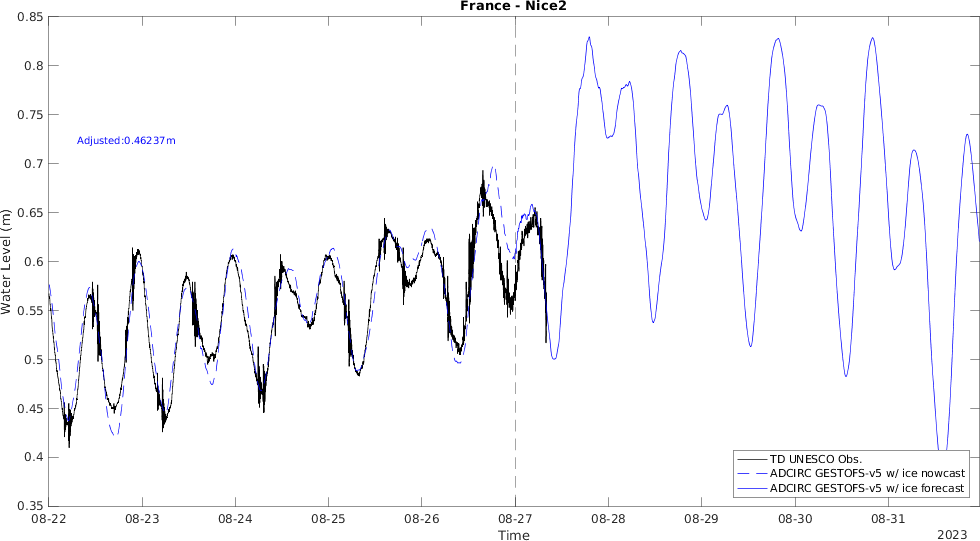 France - Nice2
0.85
0.8
0.75
0.7
0.65
0.6
0.55
0.5
0.45
0.4
0.35
Water Level (m)
Adjusted:0.46237m
TD UNESCO Obs.
ADCIRC GESTOFS-v5 w/ ice nowcast
ADCIRC GESTOFS-v5 w/ ice forecast
08-22 08-23 08-24 08-25 08-26 08-27 08-28 08-29 08-30 08-31
Time
2023